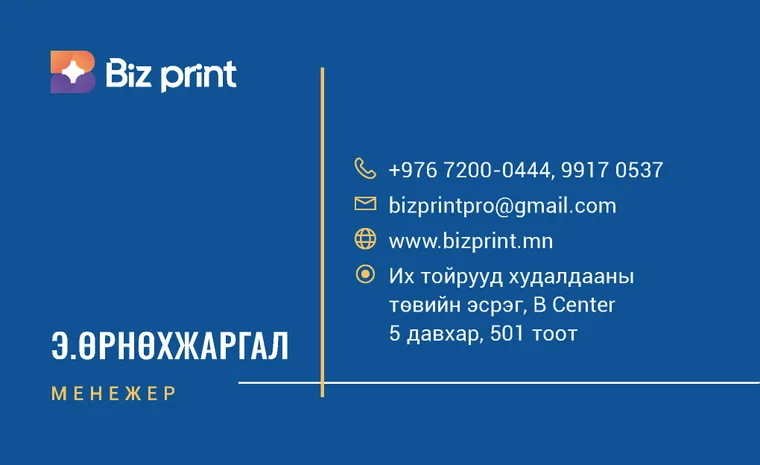 Biz print
+976 7200-0444, 9917 0537
bizprintpro@gmail.com
www.bizprint.mn
Их тойрууд худалдааны
төвийн эсрэг, B Center
5 давхар, 501 тоот
Э.ӨРНӨХЖАРГАЛ
МЕНЕЖЕР